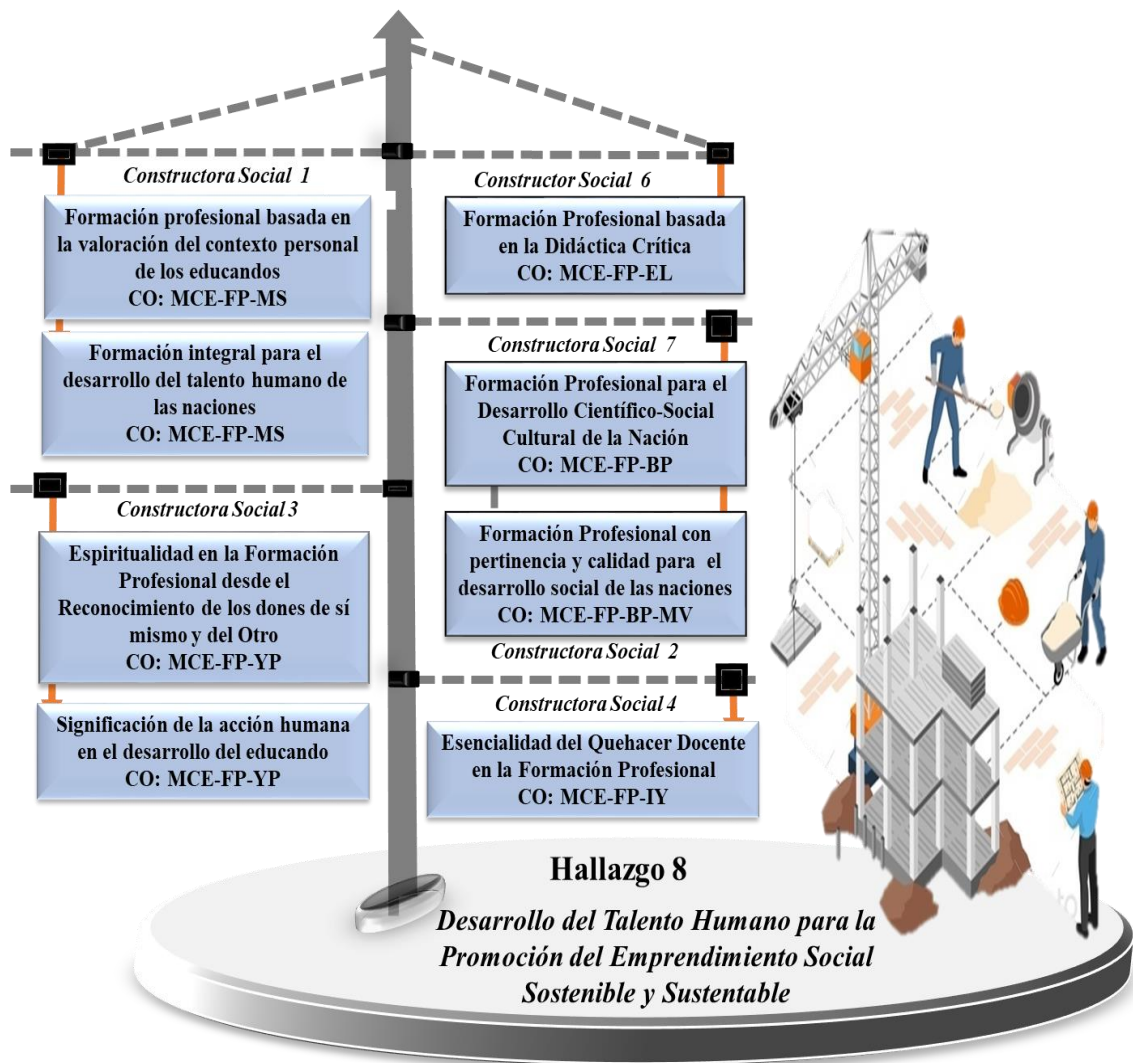 Constructora Social 1
Formación profesional basada en
la valoración del contexto personal
de los educandos
CO: MCE-FP-MS
Formación integral para el
desarrollo del talento humano de
las naciones
CO: MCE-FP-MS
Constructora Social 3
Espiritualidad en la Formación
Profesional desde el
Reconocimiento de los dones de sí
mismo y del Otro
CO: MCE-FP-YP
Significación de la acción humana
en el desarrollo del educando
CO: MCE-FP-YP
Constructor Social 6
Formación Profesional basada
en la Didáctica Crítica
CO: MCE-FP-EL
Constructora Social 7
Formación Profesional para el
Desarrollo Científico-Social
Cultural de la Nación
CO: MCE-FP-BP
Formación Profesional con
pertinencia y calidad para el
desarrollo social de las naciones
CO: MCE-FP-BP-MV
Constructora Social 2
Constructora Social 4
Esencialidad del Quehacer Docente
en la Formación Profesional
CO: MCE-FP-IY
Hallazgo 8
Desarrollo del Talento Humano para la
Promoción del Emprendimiento Social
Sostenible y Sustentable